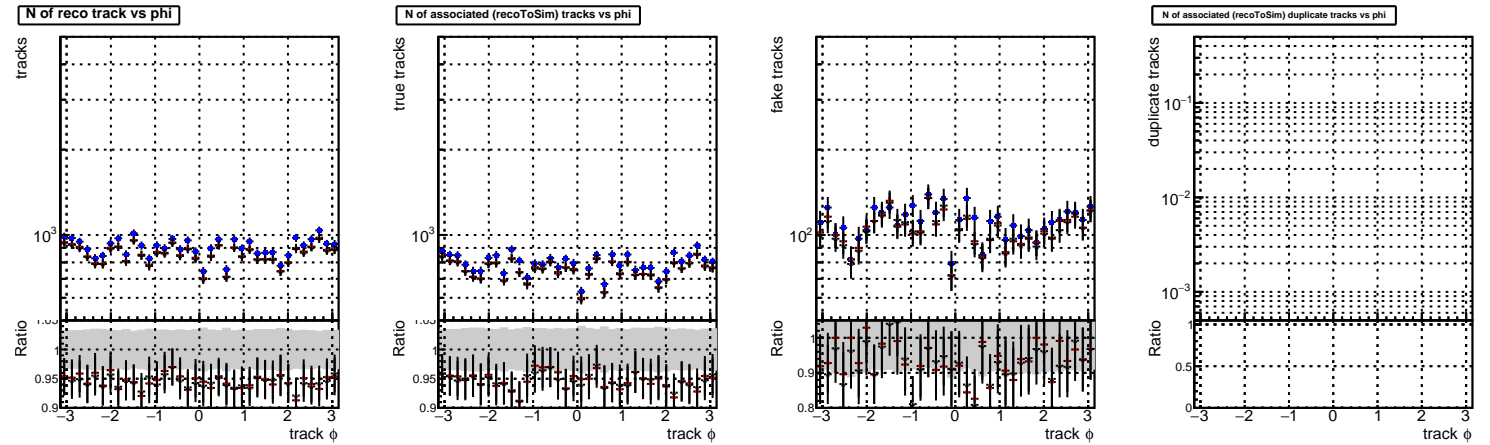 N of reco track vs phi
tracks
10³
Ratio
1.05
1
0.95
0.9
−3 −2 −1 0 1 2 3
track ϕ
N of associated (recoToSim) tracks vs phi
true tracks
10³
Ratio
1.05
1
0.95
0.9
−3 −2 −1 0 1 2 3
track ϕ
fake tracks
10²
Ratio
1
0.9
0.8
−3 −2 −1 0 1 2 3
track ϕ
N of associated (recoToSim) duplicate tracks vs phi
duplicate tracks
10⁻¹
10⁻²
10⁻³
Ratio
1
0.5
0
−3 −2 −1 0 1 2 3
track ϕ